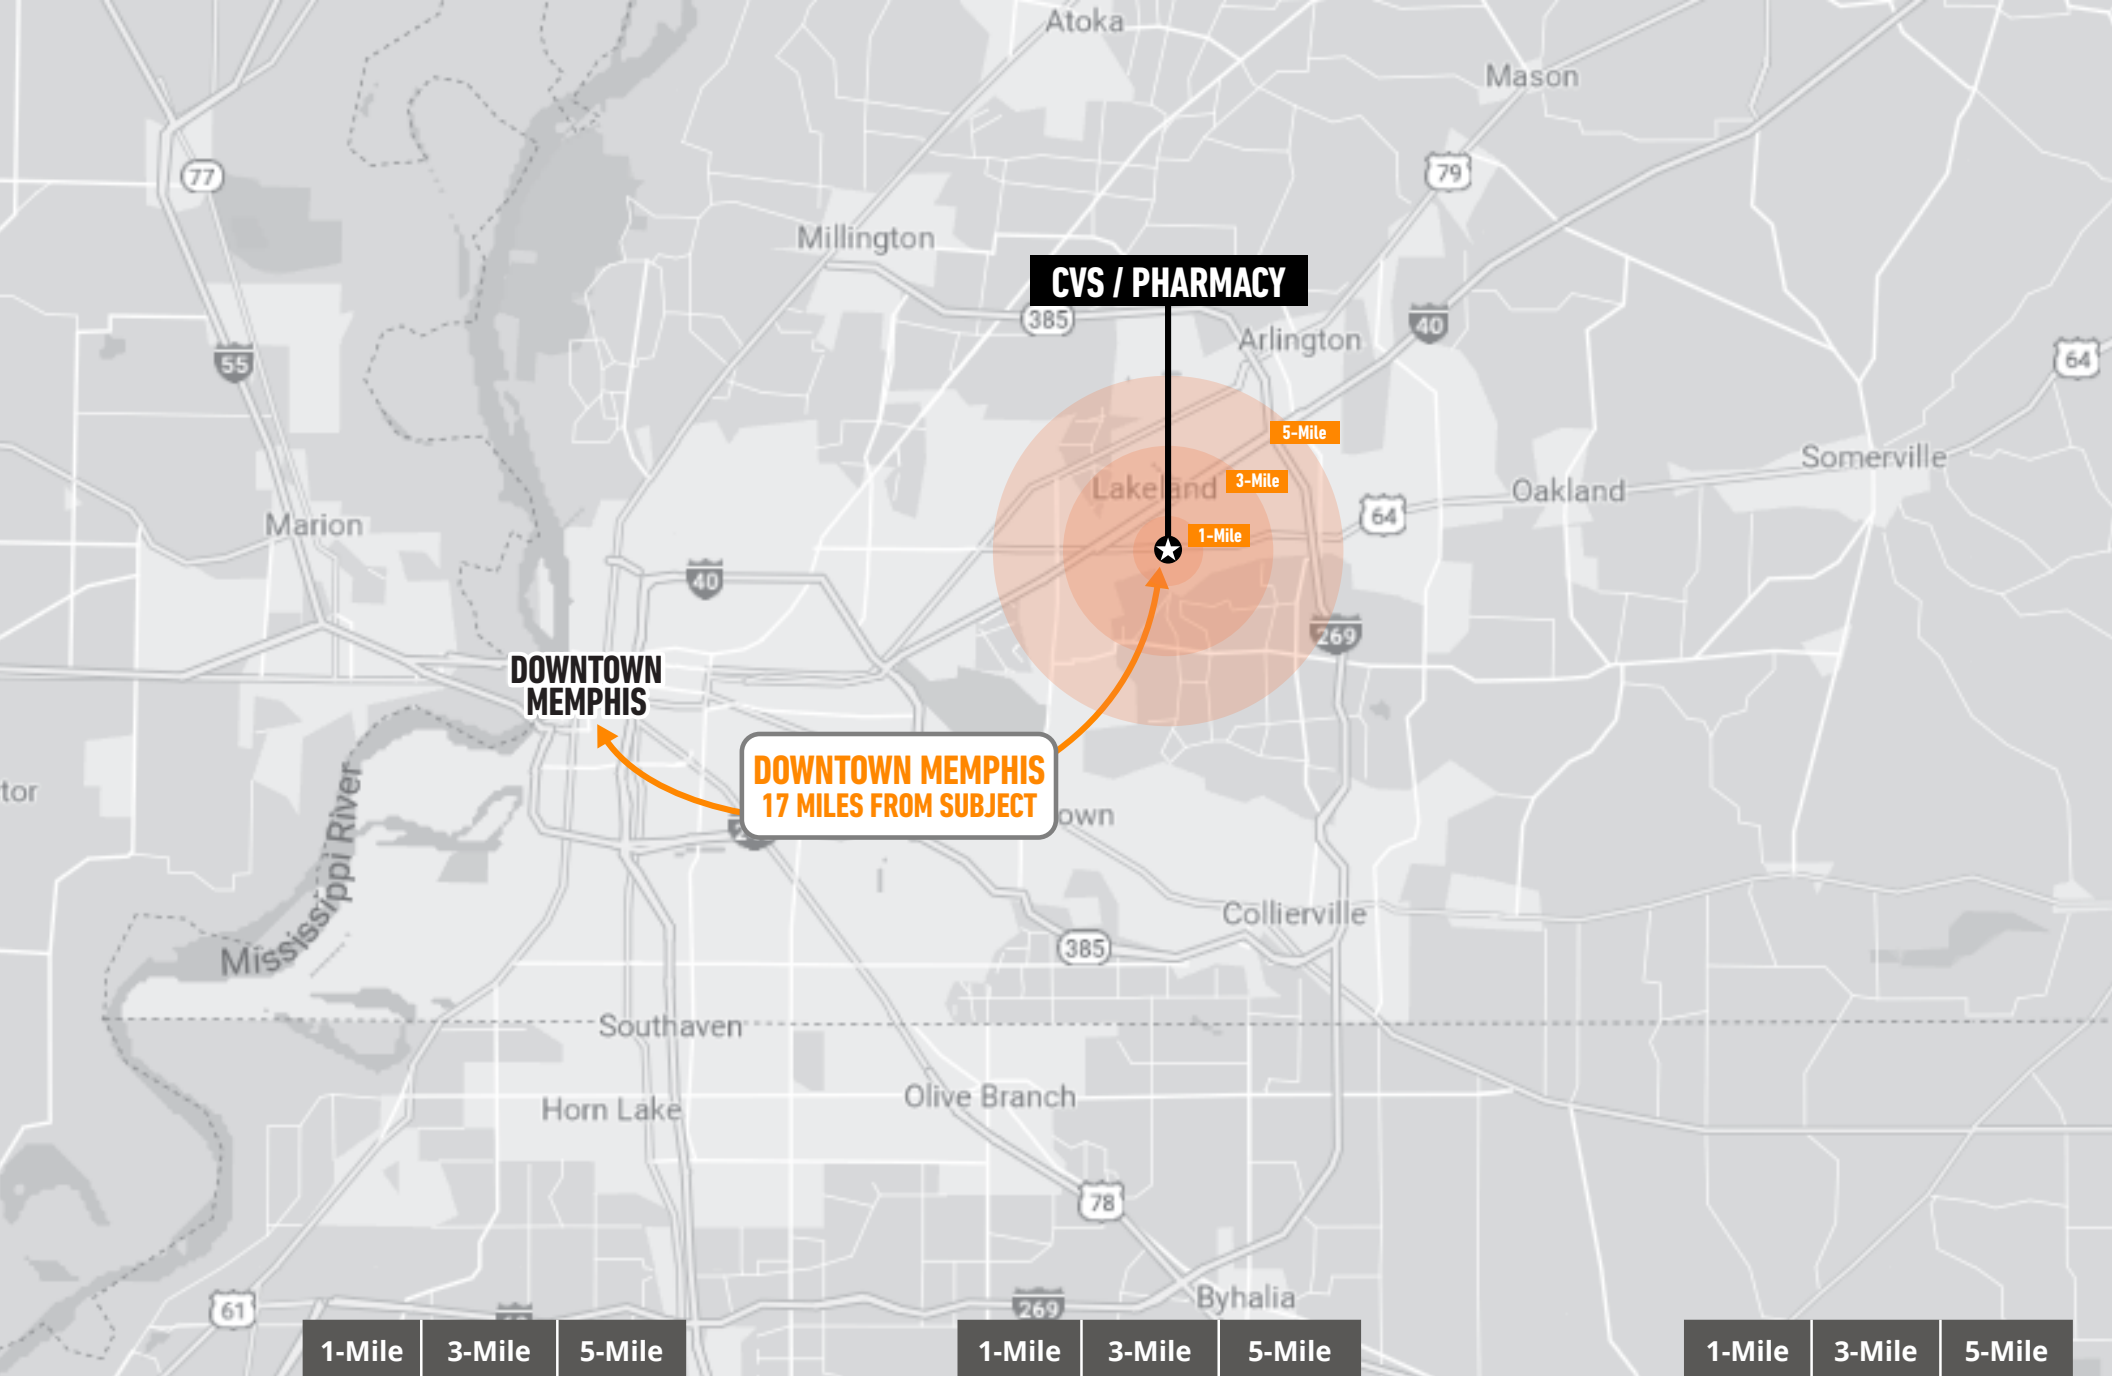 Atoka
Mason
77
79
Millington
CVS / PHARMACY
385
40
Arlington
55
64
5-Mile
Somerville
3-Mile
Lakeland
Oakland
64
Marion
1-Mile
40
269
DOWNTOWN
MEMPHIS
DOWNTOWN MEMPHIS
17 MILES FROM SUBJECT
tor
own
Mississippi River
Collierville
385
Southaven
Olive Branch
Horn Lake
78
Byhalia
61
269
1-Mile 3-Mile 5-Mile
1-Mile 3-Mile 5-Mile
1-Mile 3-Mile 5-Mile